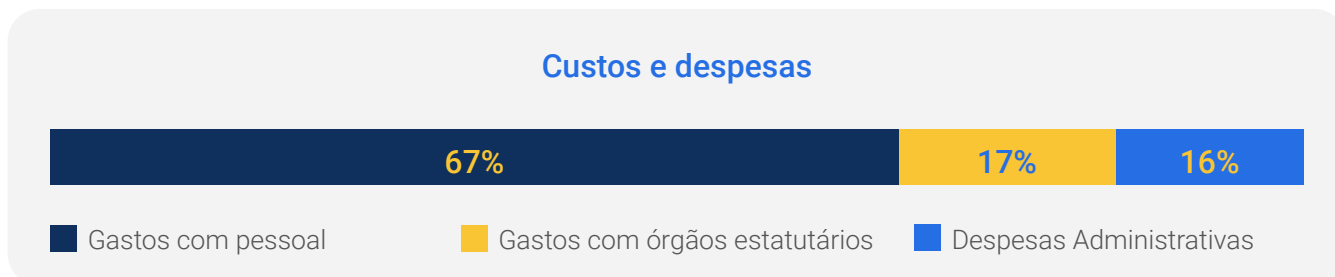 Custos e despesas
67% 17% 16%
Gastos com pessoal Gastos com órgãos estatutários Despesas Administrativas